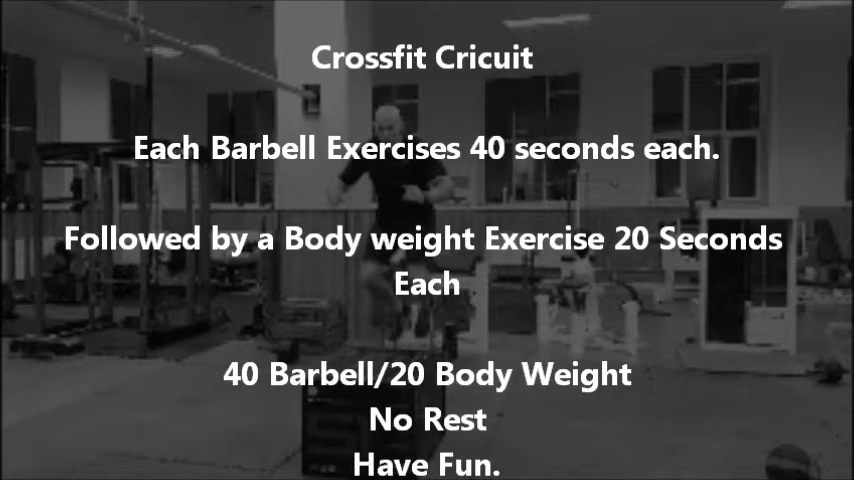 Crossfit Cricuit
Each Barbell Exercises 40 seconds each.
Followed by a Body weight Exercise 20 Seconds
Each
40 Barbell/20 Body Weight
No Rest
Have Fun.